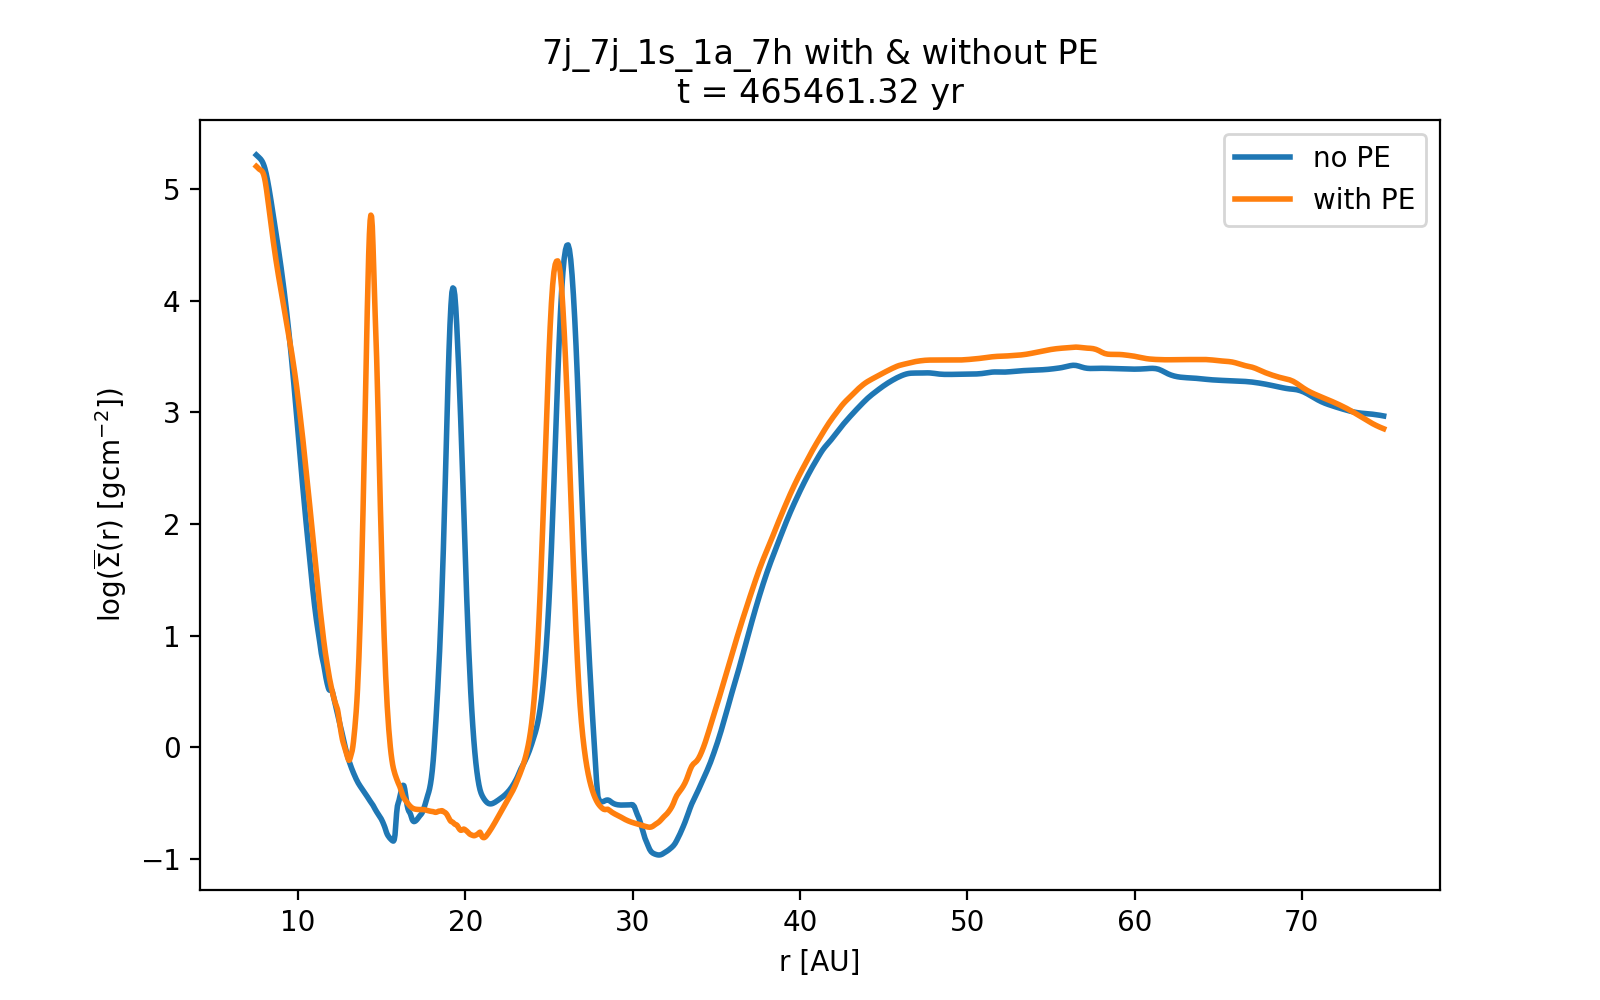 7j_7j_1s_1a_7h with & without PE
t = 465461.32 yr
no PE
with PE
log(Σ̅(r) [gcm⁻²])
5
4
3
2
1
0
−1
10 20 30 40 50 60 70
r [AU]